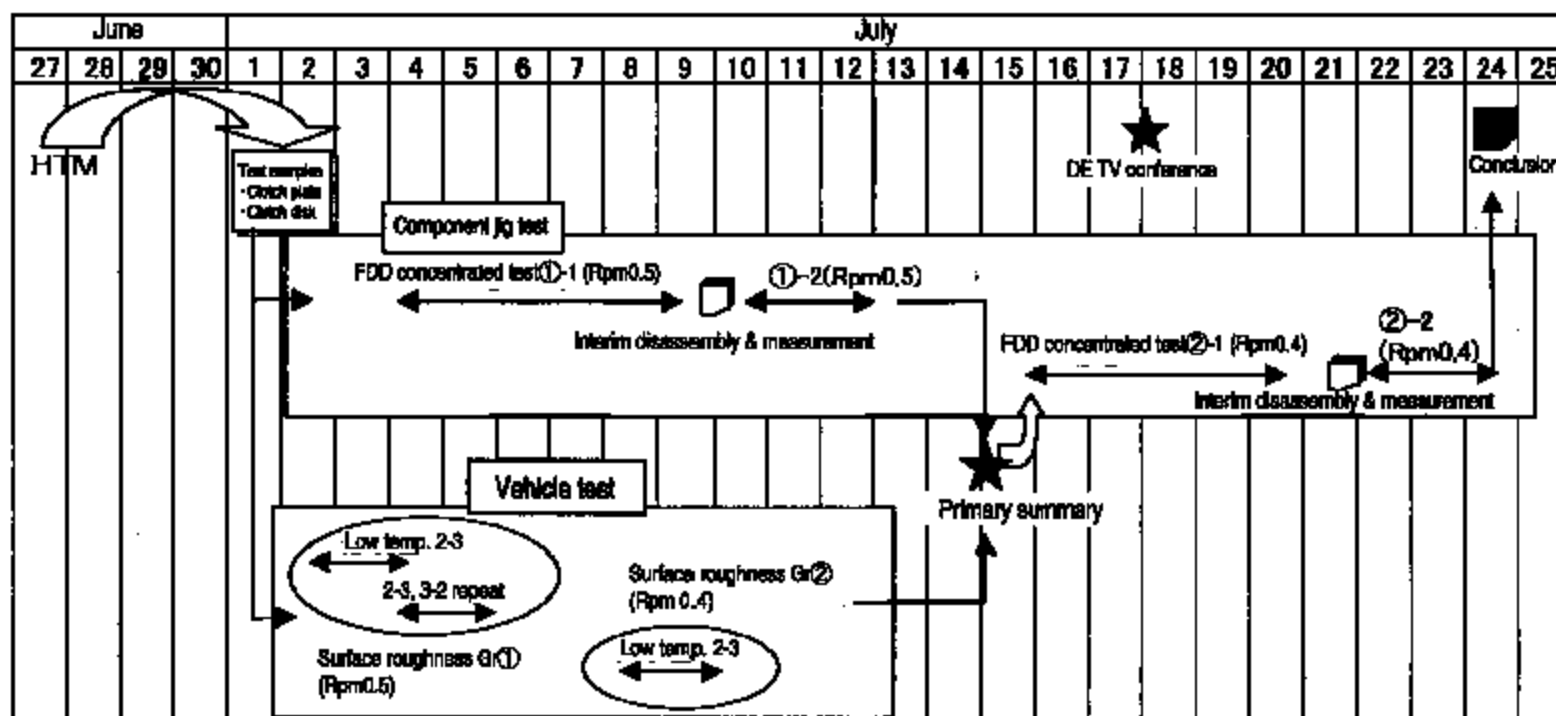 June
July
27 28 29 30 1 2 3 4 5 6 7 8 9 10 11 12 13 14 15 16 17 18 19 20 21 22 23 24 25
HTM
Test samples
・Clutch plate
・Clutch disk
DE TV conference
Conclusion
Component jig test
FDD concentrated test①-1 (Rpm0.5)
①-2(Rpm0.5)
Interim disassembly & measurement
FDD concentrated test②-1 (Rpm0.4)
②-2
(Rpm0.4)
Interim disassembly & measurement
Vehicle test
Primary summary
Low temp. 2-3
2-3, 3-2 repeat
Surface roughness Gr①
(Rpm0.5)
Surface roughness Gr②
(Rpm 0.4)
Low temp. 2-3